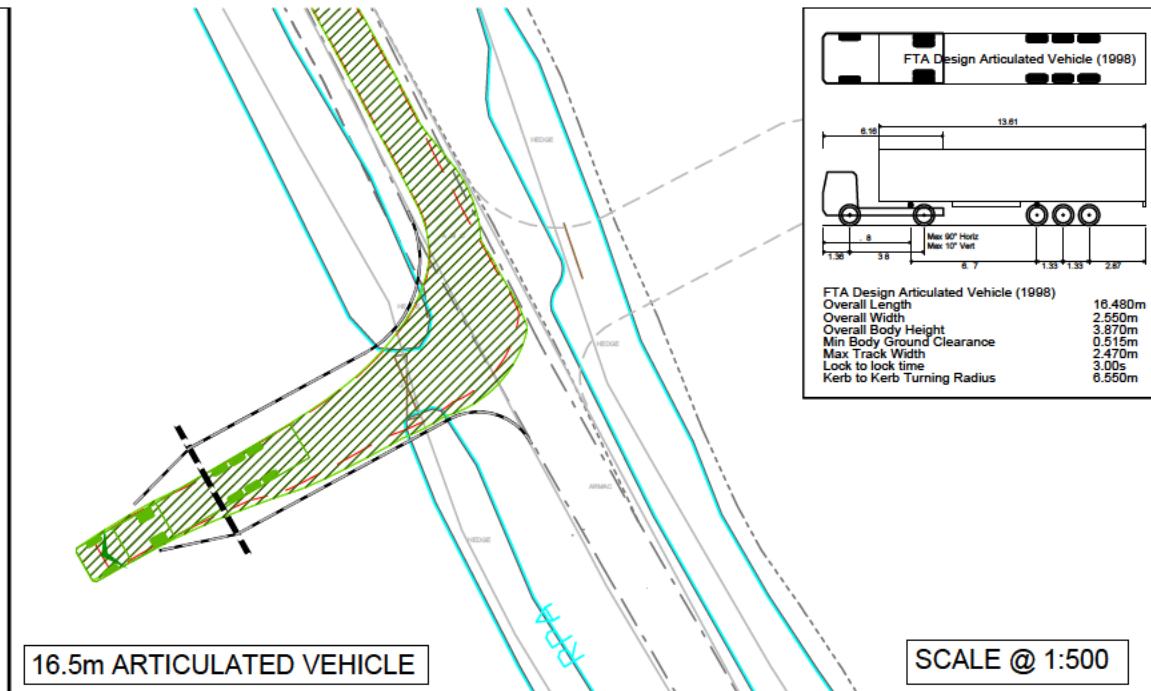 FTA Design Articulated Vehicle (1998)
13.61
6.16
Max 90° Horiz
Max 10° Vert
1.36
1.33
1.33
2.87
FTA Design Articulated Vehicle (1998)
Overall Length 16.480m
Overall Width 2.550m
Overall Body Height 3.870m
Min Body Ground Clearance 0.515m
Max Track Width 2.470m
Lock to lock time 3.00s
Kerb to Kerb Turning Radius 6.550m
HEDGE
HEDGE
ARMAC
HEDGE
RPA
16.5m ARTICULATED VEHICLE
SCALE @ 1:500